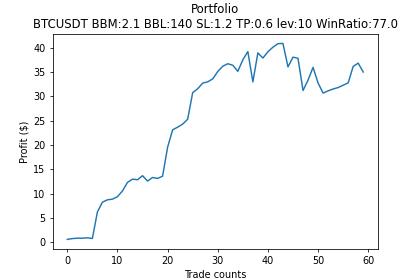 Portfolio
BTCUSDT BBM:2.1 BBL:140 SL:1.2 TP:0.6 lev:10 WinRatio:77.0
40
35
30
25
20
15
10
5
0
Profit ($)
0 10 20 30 40 50 60
Trade counts